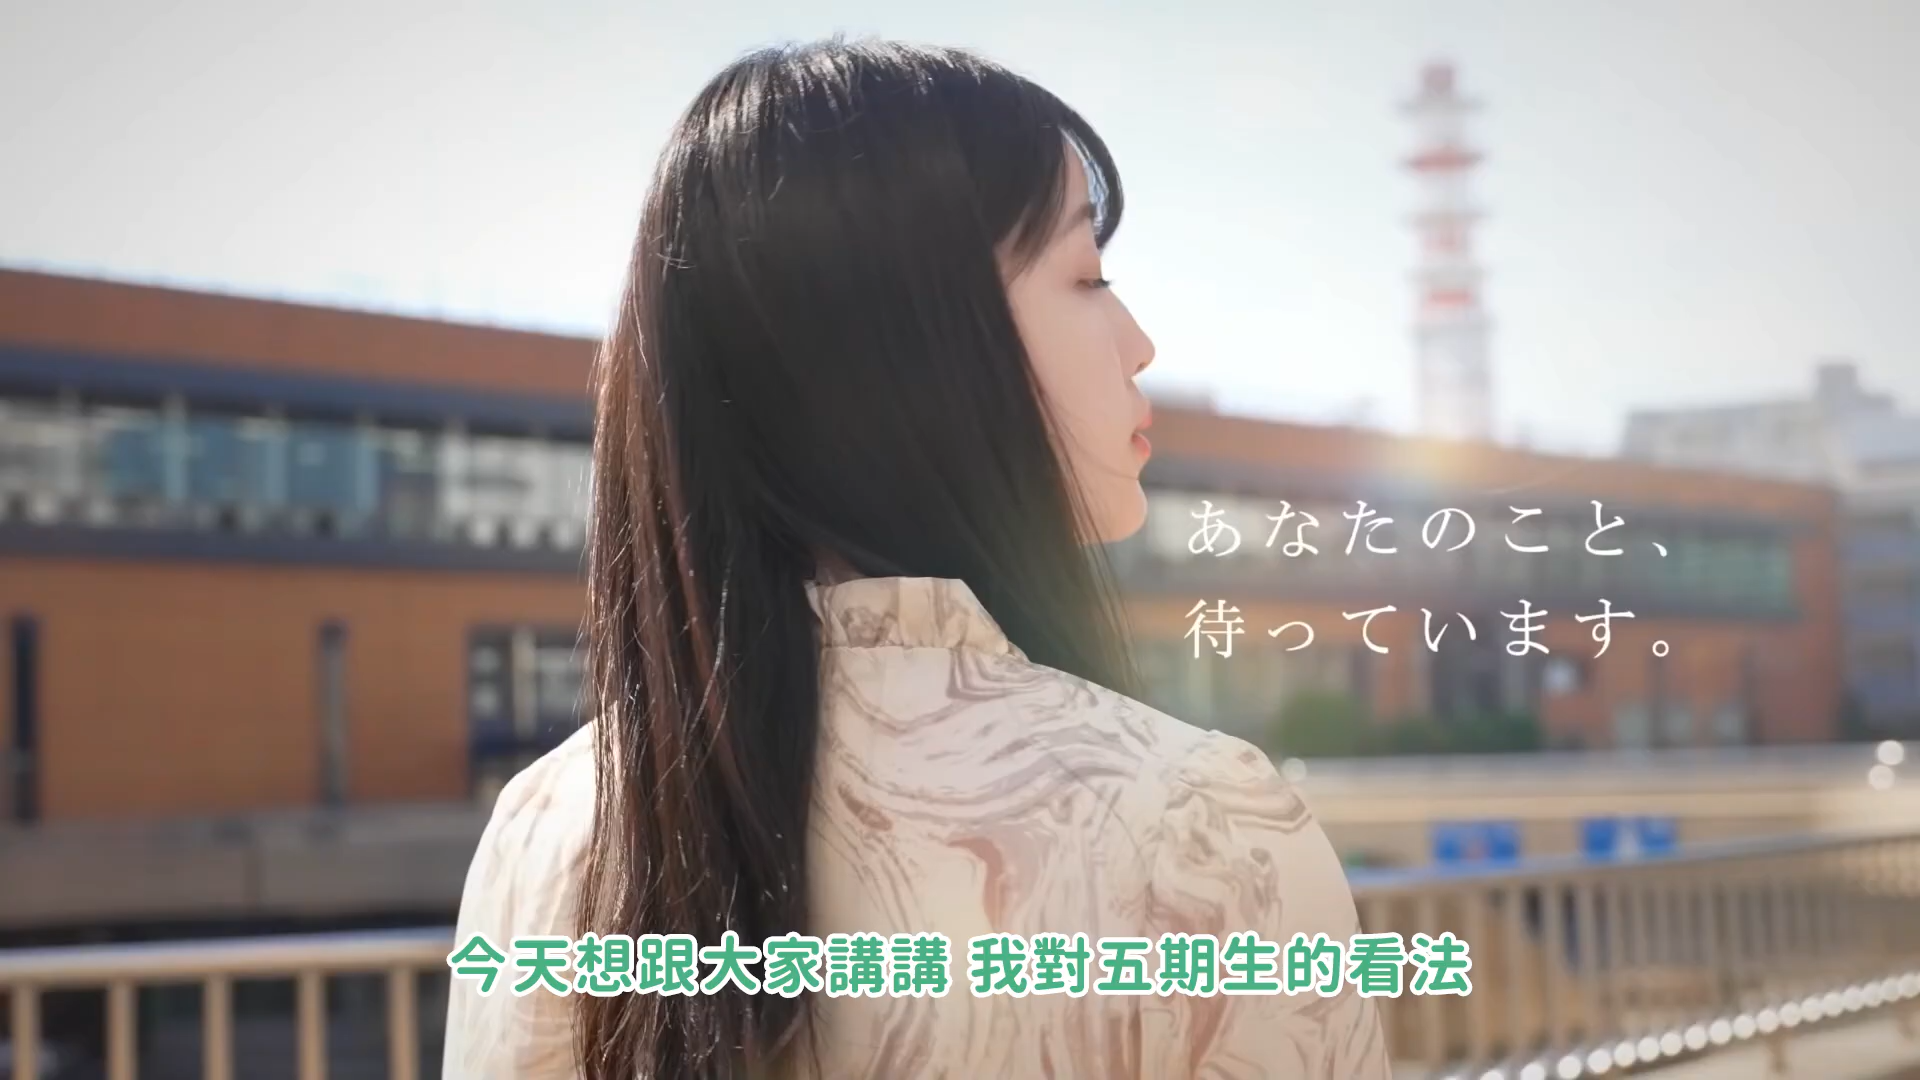 あなたのこと、
待っています。
今天想跟大家講講 我對五期生的看法